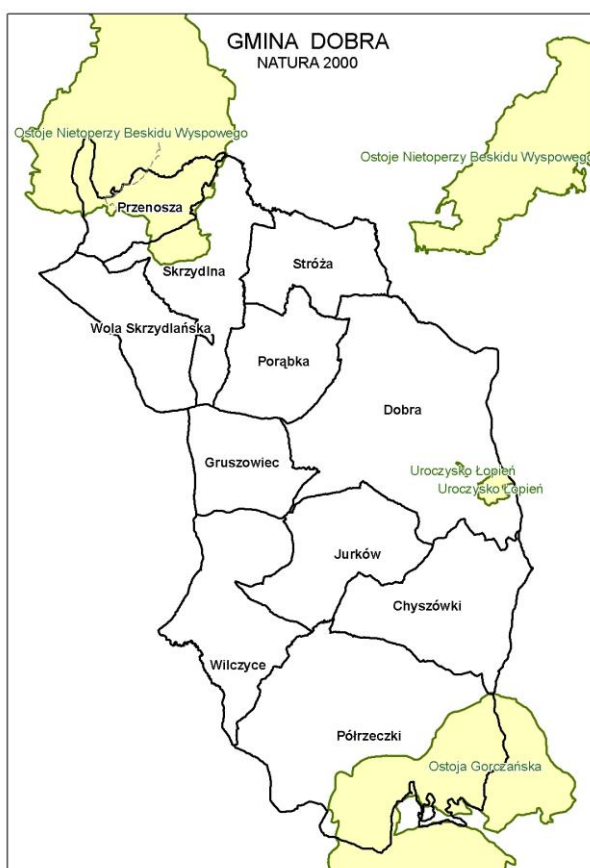 GMINA DOBRA
NATURA 2000
Ostoje Nietoperzy Beskidu Wyspowego
Ostoje Nietoperzy Beskidu Wyspowego
Przenosza
Skrzydlna
Stróża
Wola Skrzydlańska
Porąbka
Dobra
Gruszowiec
Uroczysko Łopień
Uroczysko Łopień
Jurków
Chyszówki
Wilczyce
Półrzeczki
Ostoja Gorczańska